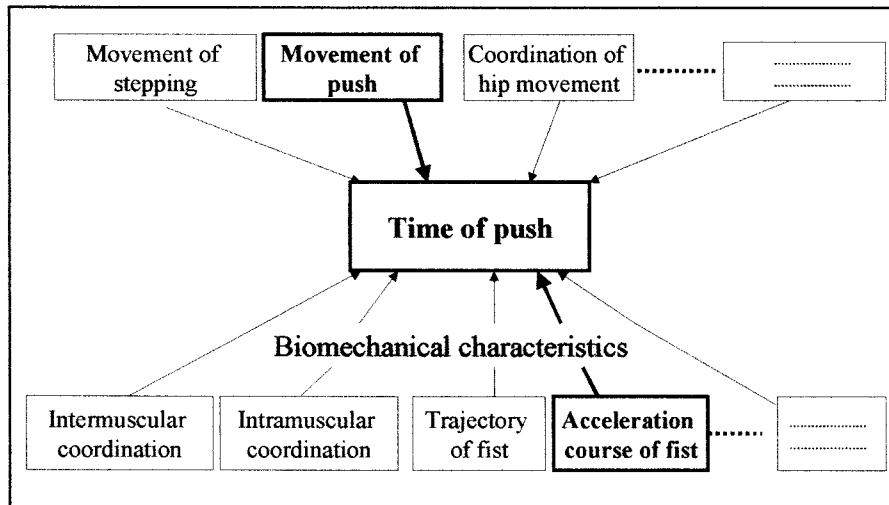 Movement of
stepping
Movement of
push
Coordination of
hip movement
Time of push
Biomechanical characteristics
Intermuscular
coordination
Intramuscular
coordination
Trajectory
of fist
Acceleration
course of fist